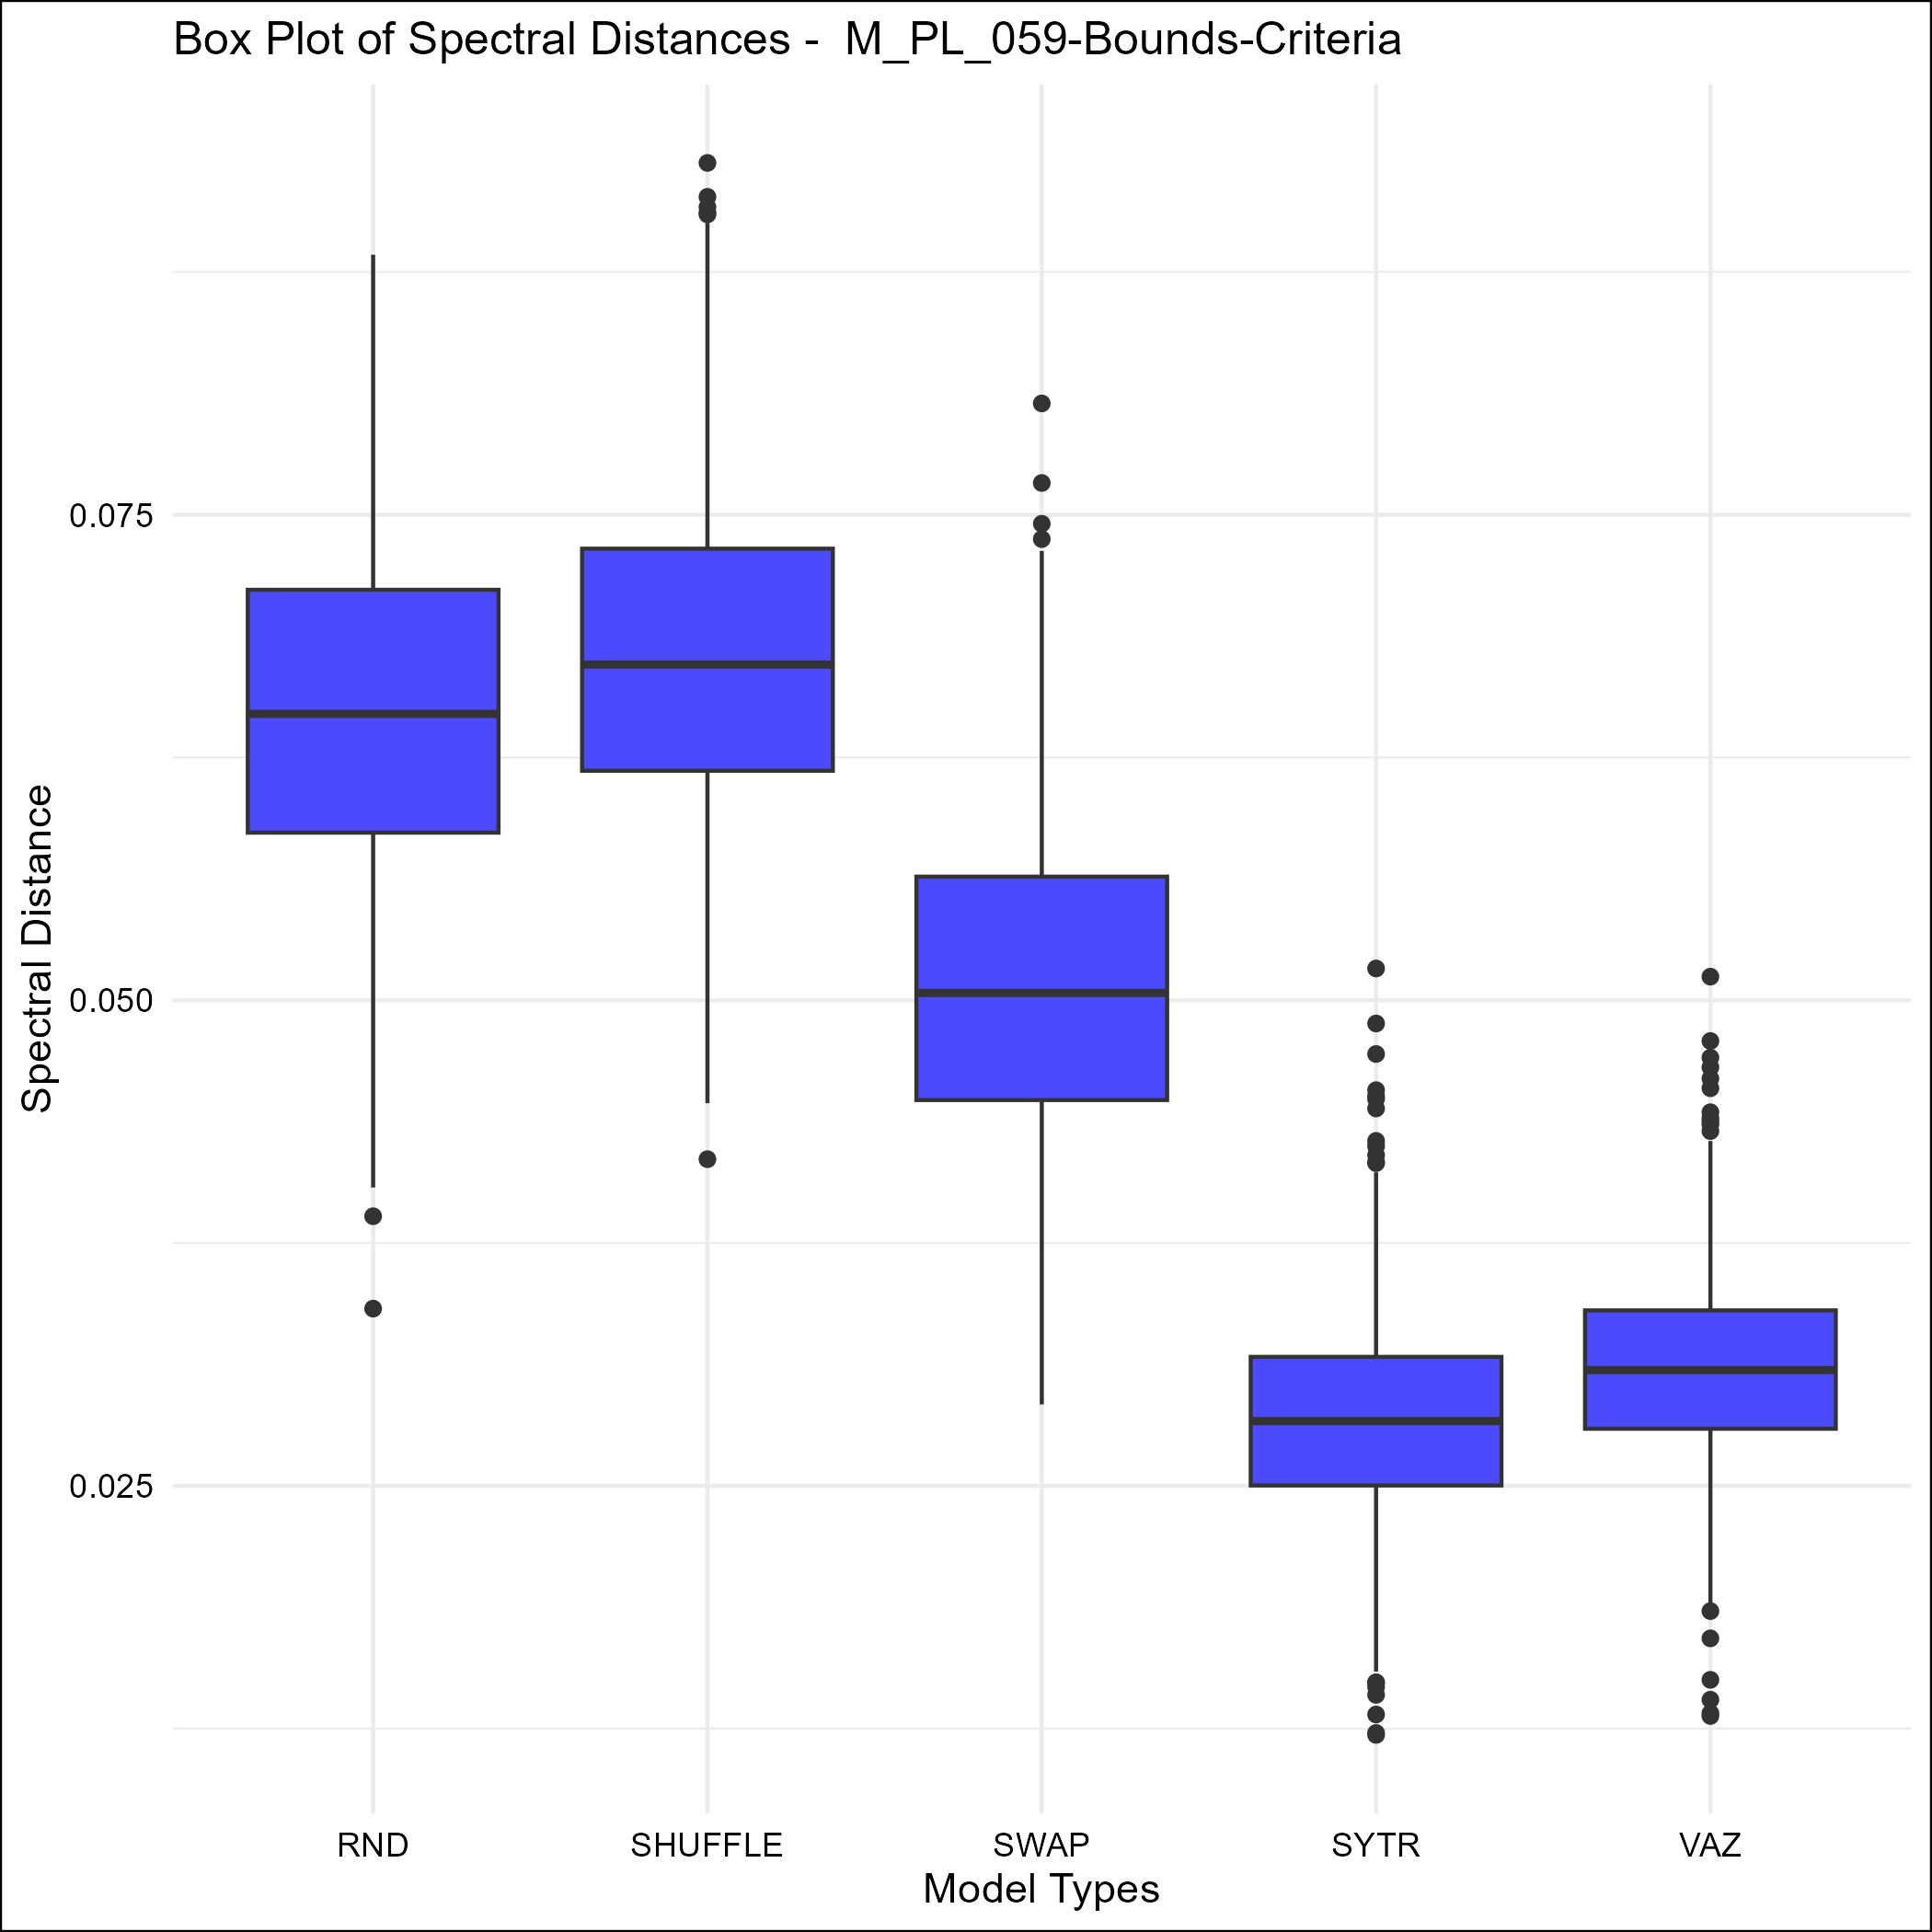 Box Plot of Spectral Distances -  M_PL_059-Bounds-Criteria
Spectral Distance
0.075
0.050
0.025
RND SHUFFLE SWAP SYTR VAZ
Model Types